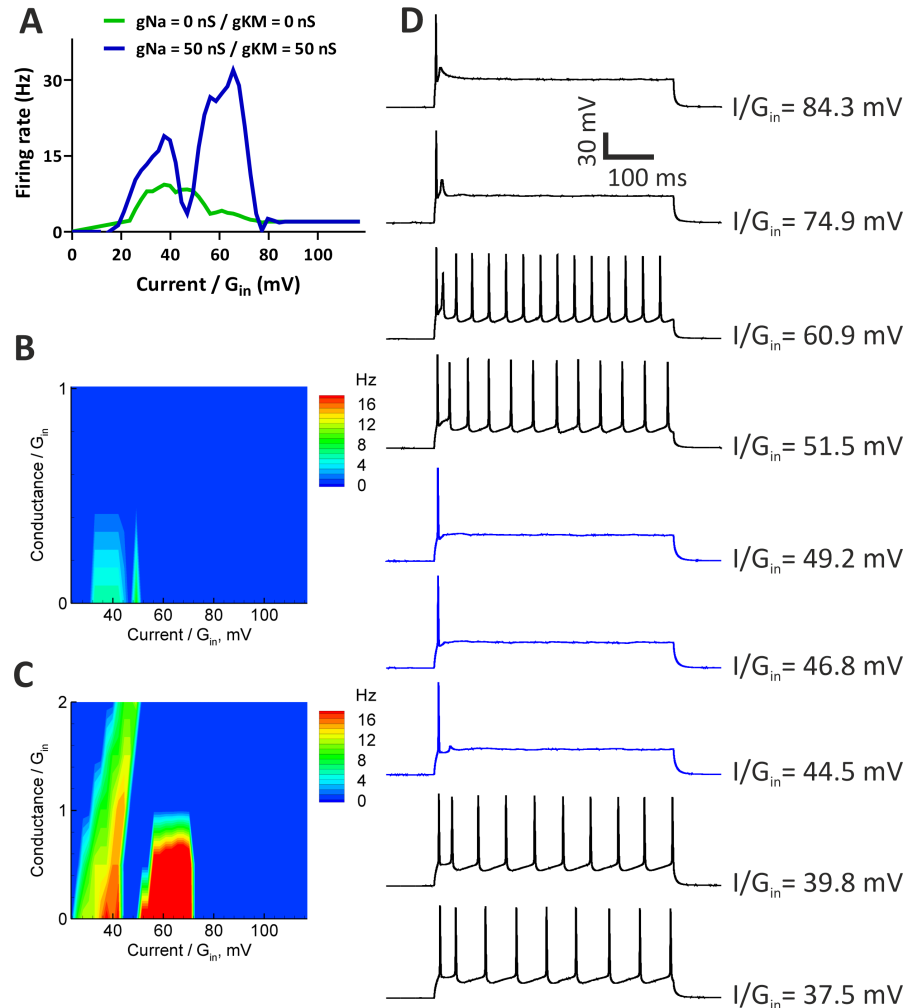 A
gNa = 0 nS / gKM = 0 nS
gNa = 50 nS / gKM = 50 nS
Firing rate (Hz)
30
15
0
0 20 40 60 80 100
Current / Gin (mV)
B
Hz
16
12
8
4
0
1
0
Conductance / Gin
40 60 80 100
Current / Gin, mV
C
Hz
16
12
8
4
0
2
1
0
Conductance / Gin
40 60 80 100
Current / Gin, mV
D
I/Gin= 84.3 mV
30 mV
100 ms
I/Gin= 74.9 mV
I/Gin= 60.9 mV
I/Gin= 51.5 mV
I/Gin= 49.2 mV
I/Gin= 46.8 mV
I/Gin= 44.5 mV
I/Gin= 39.8 mV
I/Gin= 37.5 mV